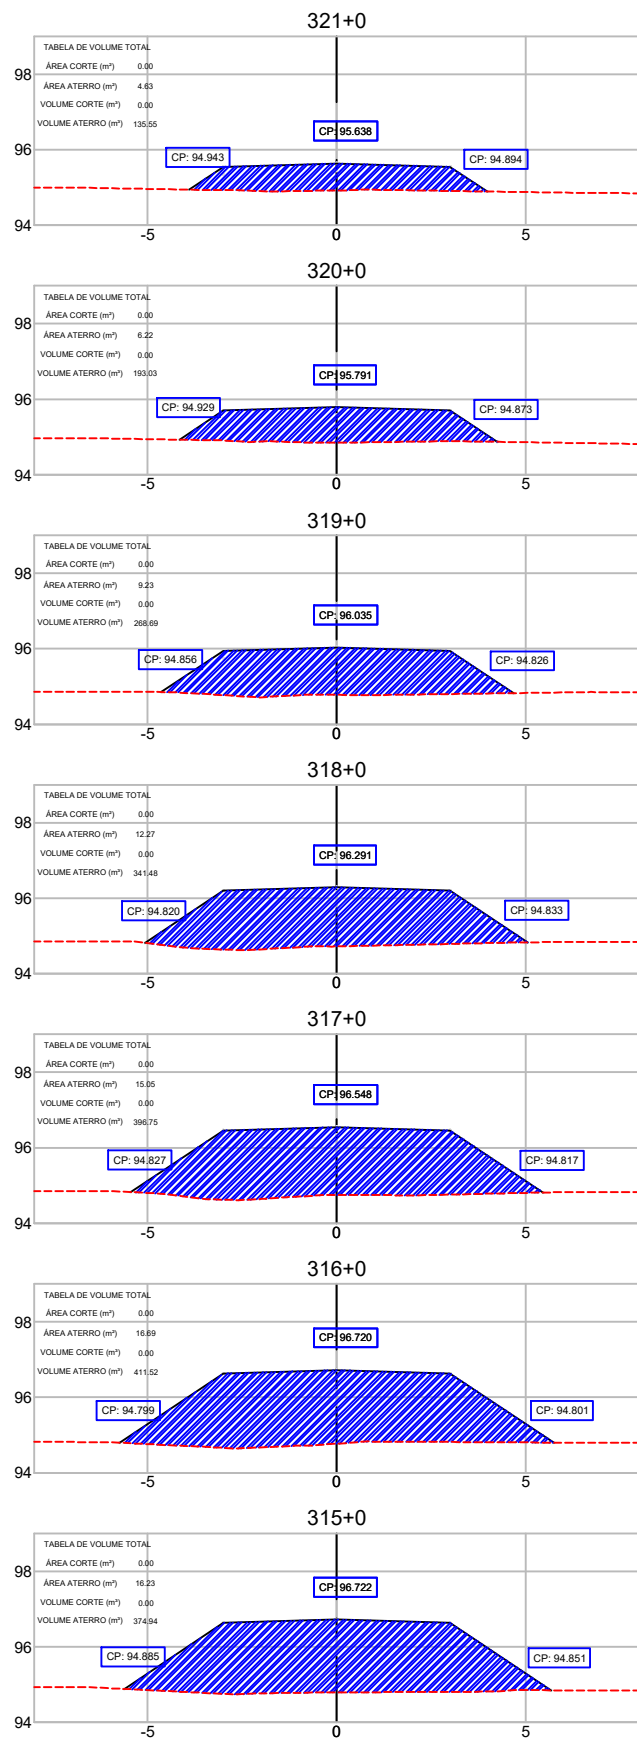 321+0
98
96
94
TABELA DE VOLUME TOTAL
ÁREA CORTE (m²) 0.00
ÁREA ATERRO (m²) 4.63
VOLUME CORTE (m³) 0.00
VOLUME ATERRO (m³) 135.55
CP: 95.638
CP: 94.943
CP: 94.894
-5 0 5
320+0
98
96
94
TABELA DE VOLUME TOTAL
ÁREA CORTE (m²) 0.00
ÁREA ATERRO (m²) 6.22
VOLUME CORTE (m³) 0.00
VOLUME ATERRO (m³) 193.03
CP: 95.791
CP: 94.929
CP: 94.873
-5 0 5
319+0
98
96
94
TABELA DE VOLUME TOTAL
ÁREA CORTE (m²) 0.00
ÁREA ATERRO (m²) 9.23
VOLUME CORTE (m³) 0.00
VOLUME ATERRO (m³) 268.69
CP: 96.035
CP: 94.856
CP: 94.826
-5 0 5
318+0
98
96
94
TABELA DE VOLUME TOTAL
ÁREA CORTE (m²) 0.00
ÁREA ATERRO (m²) 12.27
VOLUME CORTE (m³) 0.00
VOLUME ATERRO (m³) 341.48
CP: 96.291
CP: 94.820
CP: 94.833
-5 0 5
317+0
98
96
94
TABELA DE VOLUME TOTAL
ÁREA CORTE (m²) 0.00
ÁREA ATERRO (m²) 15.05
VOLUME CORTE (m³) 0.00
VOLUME ATERRO (m³) 396.75
CP: 96.548
CP: 94.827
CP: 94.817
-5 0 5
316+0
98
96
94
TABELA DE VOLUME TOTAL
ÁREA CORTE (m²) 0.00
ÁREA ATERRO (m²) 16.69
VOLUME CORTE (m³) 0.00
VOLUME ATERRO (m³) 411.52
CP: 96.720
CP: 94.799
CP: 94.801
-5 0 5
315+0
98
96
94
TABELA DE VOLUME TOTAL
ÁREA CORTE (m²) 0.00
ÁREA ATERRO (m²) 16.23
VOLUME CORTE (m³) 0.00
VOLUME ATERRO (m³) 374.94
CP: 96.722
CP: 94.885
CP: 94.851
-5 0 5